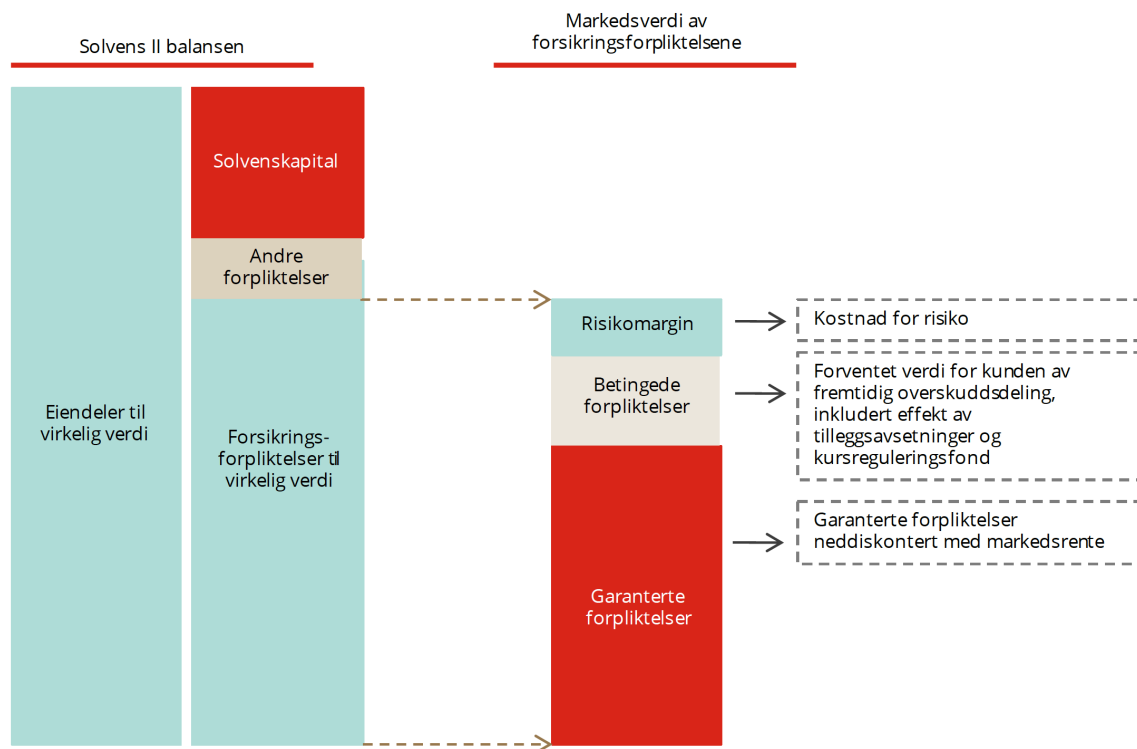 Solvens II balansen
Markedsverdi av
forsikringsforpliktelsene
Solvenskapital
Andre
forpliktelser
Eiendeler til
virkelig verdi
Forsikrings-
forpliktelser til
virkelig verdi
Risikomargin
Betingede
forpliktelser
Garanterte
forpliktelser
Kostnad for risiko
Forventet verdi for kunden av
fremtidig overskuddsdeling,
inkludert effekt av
tilleggsavsetninger og
kursreguleringsfond
Garanterte forpliktelser
neddiskontert med markedsrente